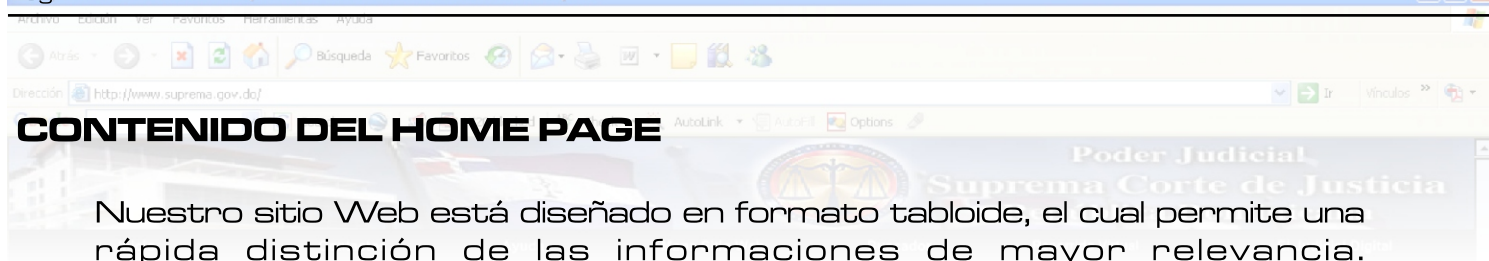 Archivo Edición Ver Favoritos Herramientas Ayuda
Atrás Búsqueda Favoritos
Dirección http://www.suprema.gov.do/ Ir Vínculos »
AutoLink AutoFill Options
CONTENIDO DEL HOME PAGE
Poder Judicial
Suprema Corte de Justicia
Nuestro sitio Web está diseñado en formato tabloide, el cual permite una
rápida distinción de las informaciones de mayor relevancia.